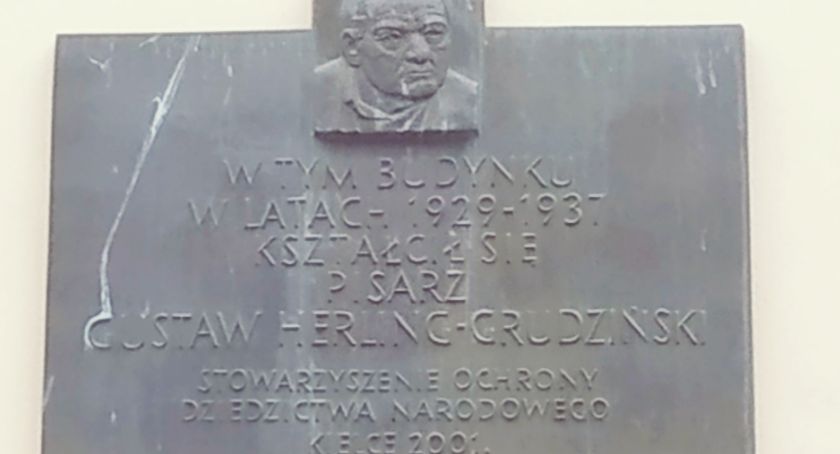 W TYM BUDYNKU
W LATACH 1929-1937
KSZTAŁCIŁ SIĘ
PISARZ
GUSTAW HERLING-GRUDZIŃSKI
STOWARZYSZENIE OCHRONY
DZIEDZICTWA NARODOWEGO
KIELCE 2001.